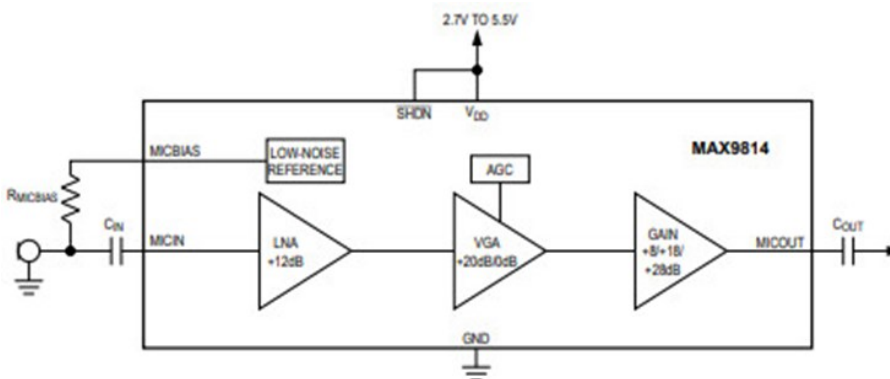 2.7V TO 5.5V
SHDN
VDD
MAX9814
MICBIAS
LOW-NOISE
REFERENCE
AGC
RMICBIAS
CIN
MICIN
LNA
+12dB
VGA
+20dB/0dB
GAIN
+8/+18/
+28dB
MICOUT
COUT
GND